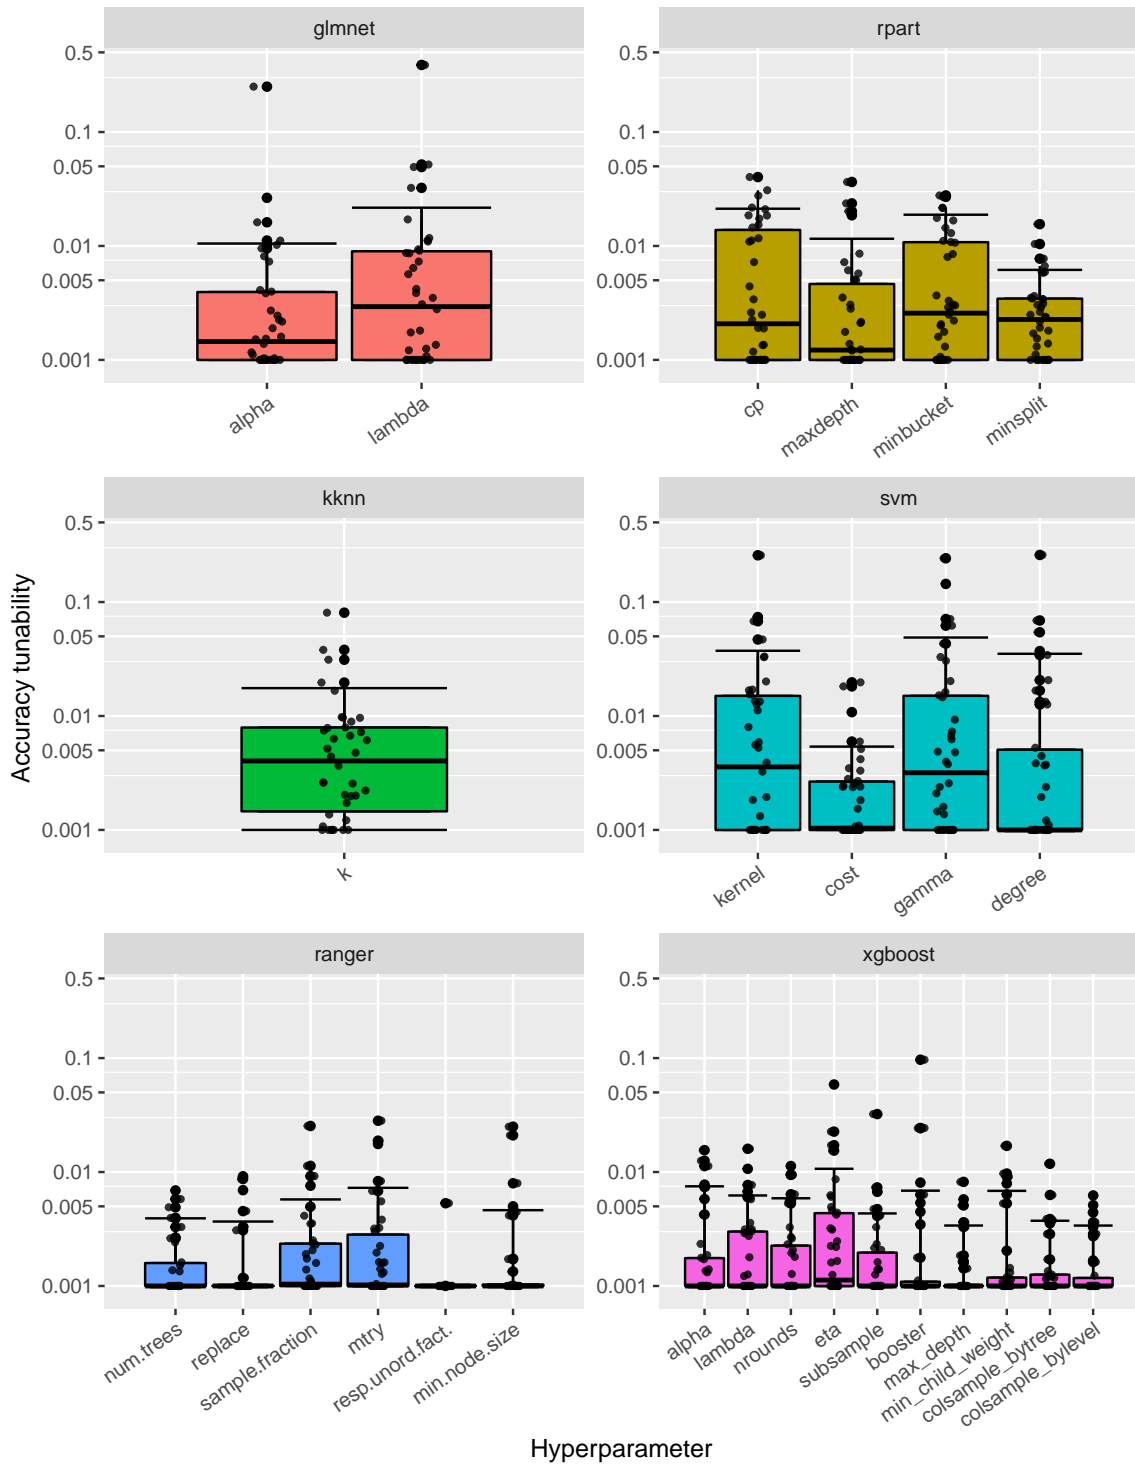 glmnet
rpart
0.5
0.1
0.05
0.01
0.005
0.001
alpha
lambda
0.5
0.1
0.05
0.01
0.005
0.001
cp
maxdepth
minbucket
minsplit
kknn
svm
Accuracy tunability
0.5
0.1
0.05
0.01
0.005
0.001
k
0.5
0.1
0.05
0.01
0.005
0.001
kernel
cost
gamma
degree
ranger
xgboost
0.5
0.1
0.05
0.01
0.005
0.001
num.trees
replace
sample.fraction
mtry
resp.unord.fact.
min.node.size
0.5
0.1
0.05
0.01
0.005
0.001
alpha
lambda
nrounds
eta
subsample
booster
max_depth
min_child_weight
colsample_bytree
colsample_bylevel
Hyperparameter